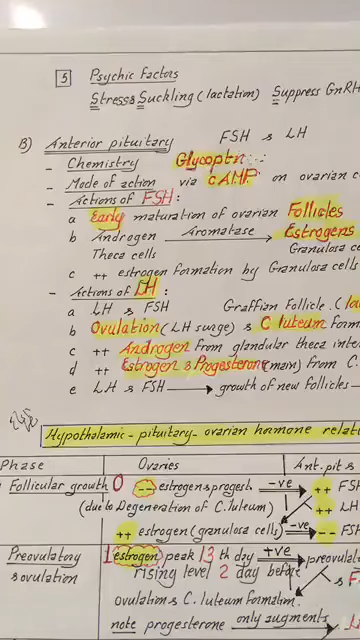 5 Psychic Factors
Stress & Suckling (lactation) Suppress GnRH
B) Anterior pituitary FSH & LH
- Chemistry Glycoptn
- Mode of action via cAMP on ovarian c
- Actions of FSH:
a Early maturation of ovarian Follicles
b Androgen Aromatase → Estrogens
Theca cells Granulosa c
c ++ estrogen formation by Granulosa cells
- Actions of LH:
a LH & FSH Graffian Follicle. (la
b Ovulation (LH surge) & C luteum form
c ++ Androgen from glandular theca inter
d ++ Estrogen & Progesterone (main) from C.
e LH & FSH → growth of new Follicles
Hypothalamic-pituitary-ovarian hormone relat
Phase Ovaries Ant.pit &
Follicular growth 0 -- estrogen & progest. -ve → ++ FSH
(due to Degeneration of C.luteum) ++ LH
++ estrogen (granulosa cells) -ve → -- FSH
Preovulatory & ovulation 1 estrogen peak 13th day +ve → preovula
rising level 2 day before
ovulation & C. luteum formation.
note progesterone only augments →